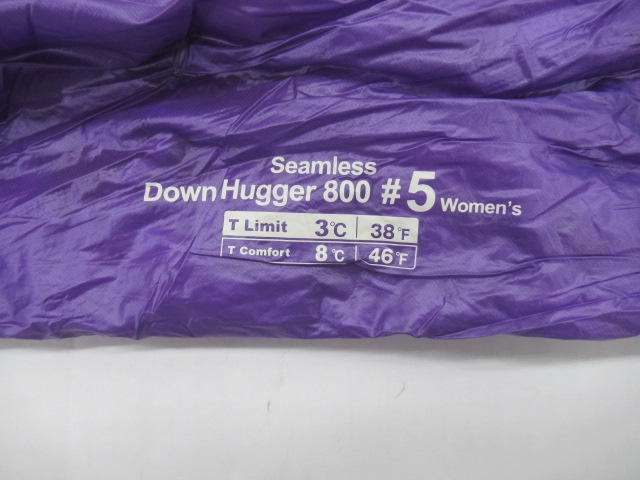 Seamless
Down Hugger 800 #5 Women's
T Limit 3℃ 38°F
T Comfort 8℃ 46°F